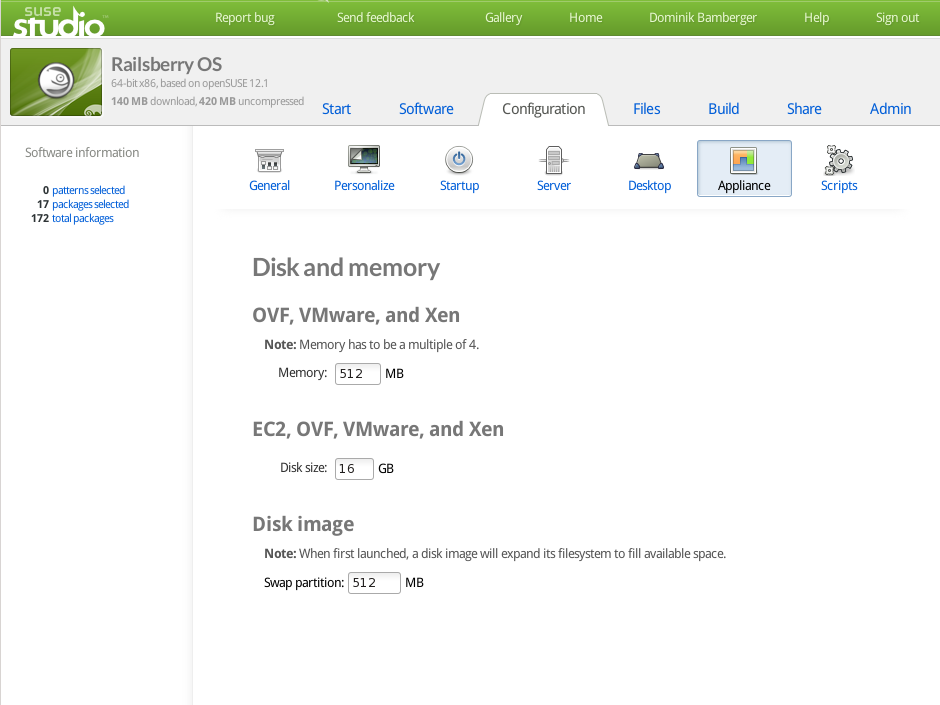 suse
studio
Report bug Send feedback Gallery Home Dominik Bamberger Help Sign out
Railsberry OS
64-bit x86, based on openSUSE 12.1
140 MB download, 420 MB uncompressed
Start Software Configuration Files Build Share Admin
Software information
0 patterns selected
17 packages selected
172 total packages
General Personalize Startup Server Desktop Appliance Scripts
Disk and memory
OVF, VMware, and Xen
Note: Memory has to be a multiple of 4.
Memory: 512 MB
EC2, OVF, VMware, and Xen
Disk size: 16 GB
Disk image
Note: When first launched, a disk image will expand its filesystem to fill available space.
Swap partition: 512 MB